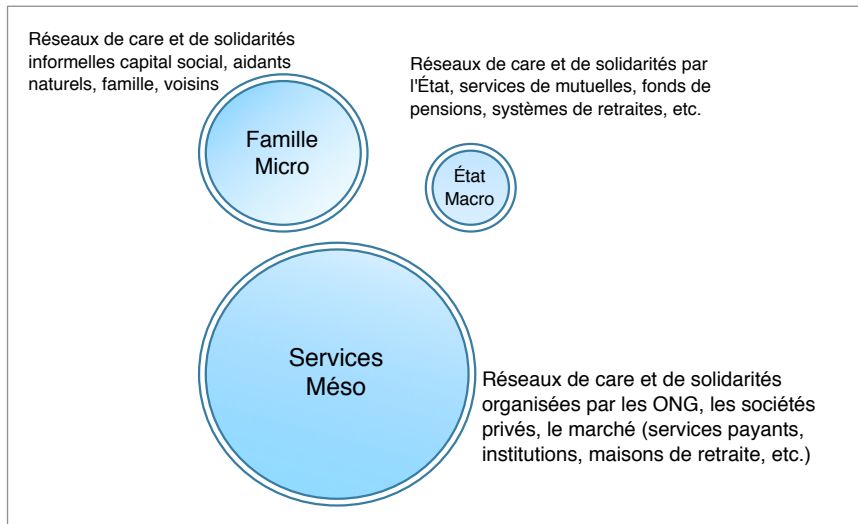 Réseaux de care et de solidarités
informelles capital social, aidants
naturels, famille, voisins
Réseaux de care et de solidarités par
l'État, services de mutuelles, fonds de
pensions, systèmes de retraites, etc.
Famille
Micro
État
Macro
Services
Méso
Réseaux de care et de solidarités
organisées par les ONG, les sociétés
privés, le marché (services payants,
institutions, maisons de retraite, etc.)